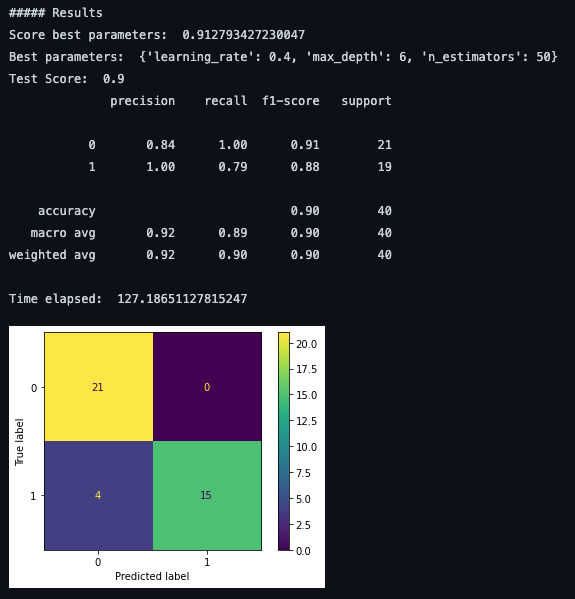 ##### Results
Score best parameters:  0.912793427230047
Best parameters:  {'learning_rate': 0.4, 'max_depth': 6, 'n_estimators': 50}
Test Score:  0.9
              precision    recall  f1-score   support
           0       0.84      1.00      0.91        21
           1       1.00      0.79      0.88        19
    accuracy                           0.90        40
   macro avg       0.92      0.89      0.90        40
weighted avg       0.92      0.90      0.90        40
Time elapsed:  127.18651127815247
True label
0
1
21
0
4
15
0
1
Predicted label
20.0
17.5
15.0
12.5
10.0
7.5
5.0
2.5
0.0